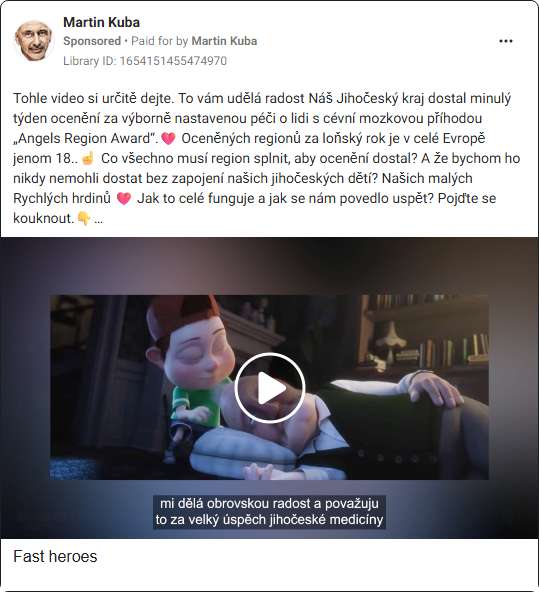 Martin Kuba
Sponsored • Paid for by Martin Kuba
Library ID: 1654151455474970
Tohle video si určitě dejte. To vám udělá radost Náš Jihočeský kraj dostal minulý
týden ocenění za výborně nastavenou péči o lidi s cévní mozkovou příhodou
„Angels Region Award“. 💓 Oceněných regionů za loňský rok je v celé Evropě
jenom 18..☝️ Co všechno musí region splnit, aby ocenění dostal? A že bychom ho
nikdy nemohli dostat bez zapojení našich jihočeských dětí? Našich malých
Rychlých hrdinů 💓 Jak to celé funguje a jak se nám povedlo uspět? Pojďte se
kouknout.👇 ...
mi dělá obrovskou radost a považuju
to za velký úspěch jihočeské medicíny
Fast heroes